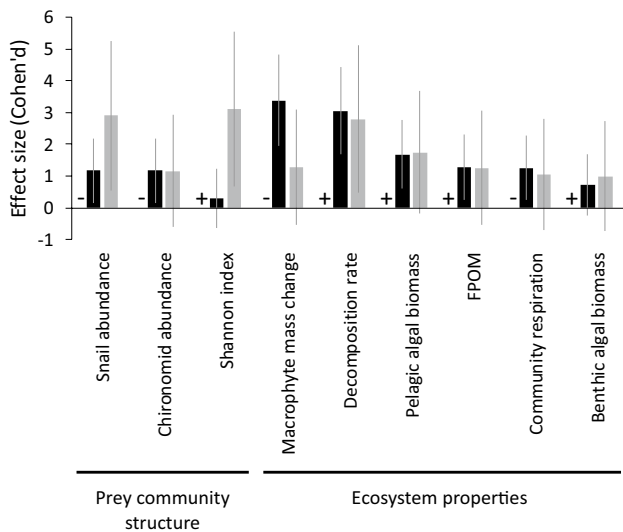 Effect size (Cohen'd)
6
5
4
3
2
1
0
-1
- - + - + + + - +
Snail abundance
Chironomid abundance
Shannon index
Macrophyte mass change
Decomposition rate
Pelagic algal biomass
FPOM
Community respiration
Benthic algal biomass
Prey community
structure
Ecosystem properties